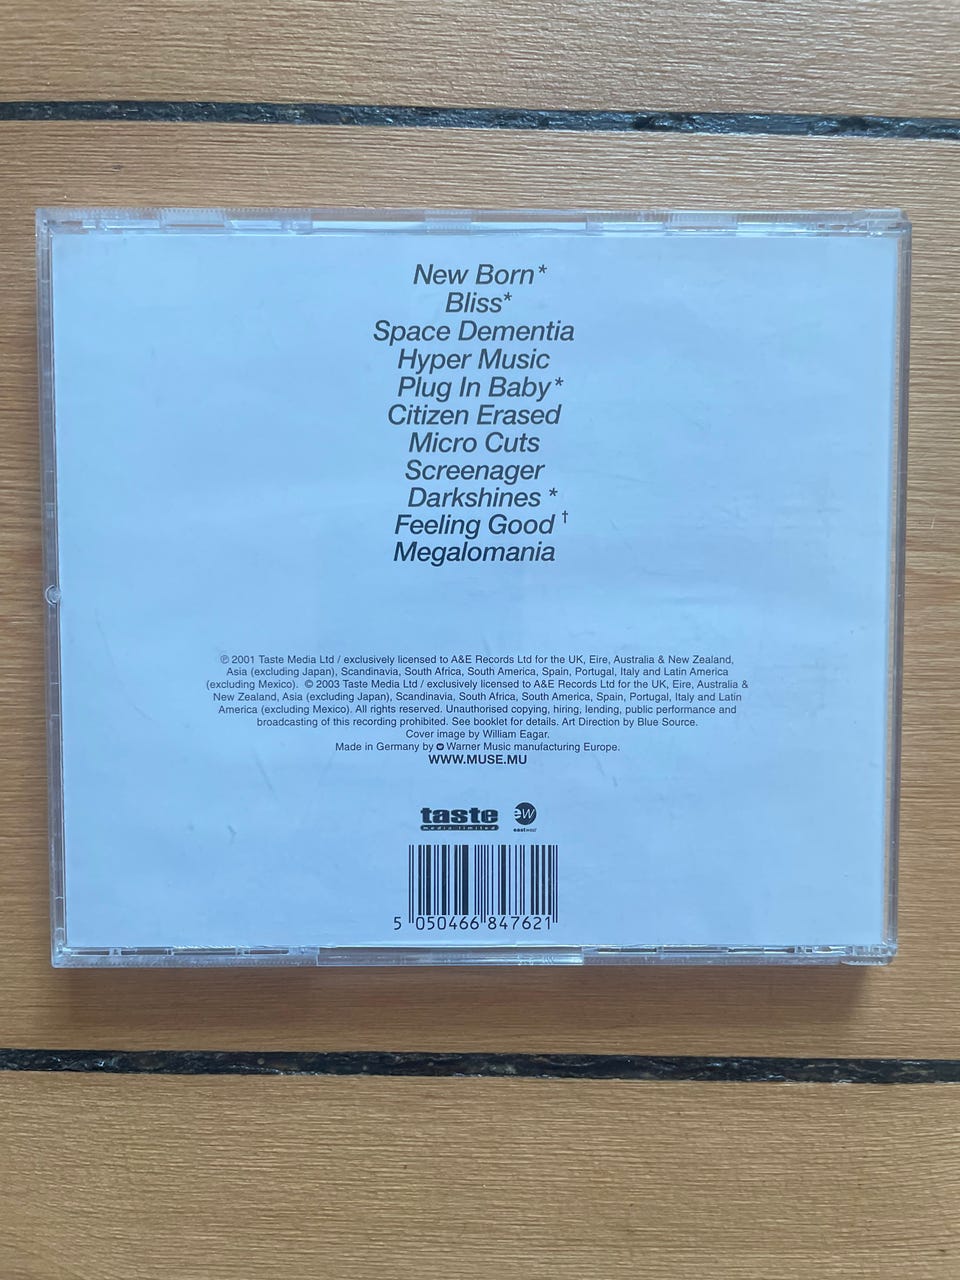 New Born*
Bliss*
Space Dementia
Hyper Music
Plug In Baby*
Citizen Erased
Micro Cuts
Screenager
Darkshines *
Feeling Good †
Megalomania
℗ 2001 Taste Media Ltd / exclusively licensed to A&E Records Ltd for the UK, Eire, Australia & New Zealand,
Asia (excluding Japan), Scandinavia, South Africa, South America, Spain, Portugal, Italy and Latin America
(excluding Mexico). © 2003 Taste Media Ltd / exclusively licensed to A&E Records Ltd for the UK, Eire, Australia &
New Zealand, Asia (excluding Japan), Scandinavia, South Africa, South America, Spain, Portugal, Italy and Latin
America (excluding Mexico). All rights reserved. Unauthorised copying, hiring, lending, public performance and
broadcasting of this recording prohibited. See booklet for details. Art Direction by Blue Source.
Cover image by William Eagar.
Made in Germany by Warner Music manufacturing Europe.
WWW.MUSE.MU
taste ew
media limited eastwest
5 050466 847621